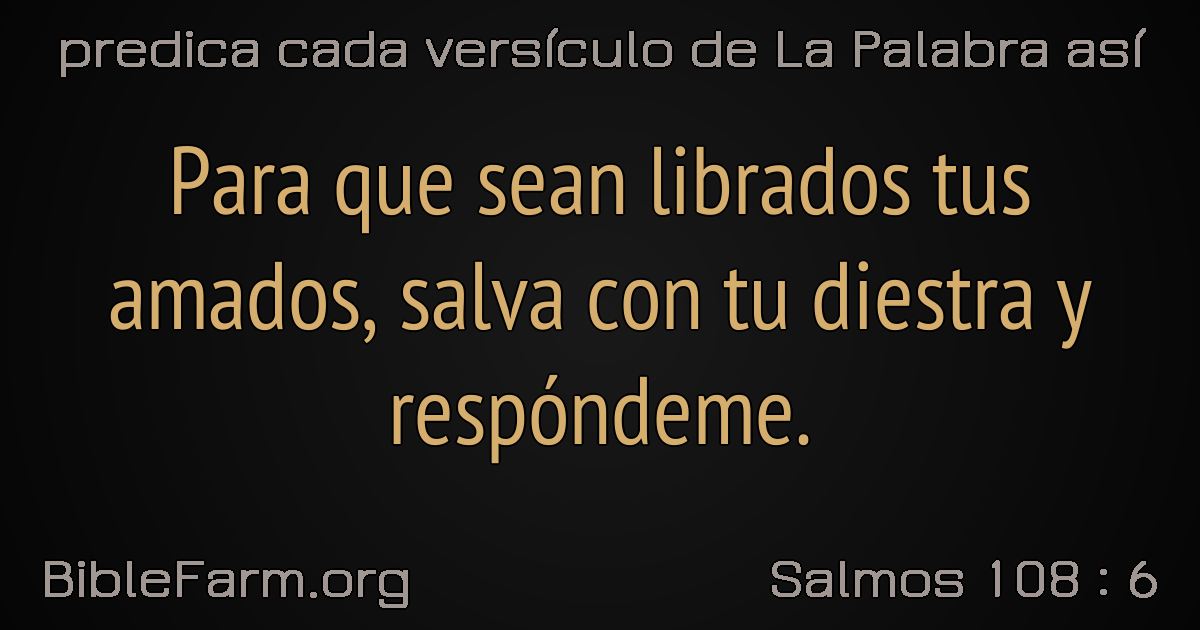 predica cada versículo de La Palabra así
Para que sean librados tus
amados, salva con tu diestra y
respóndeme.
BibleFarm.org
Salmos 108 : 6